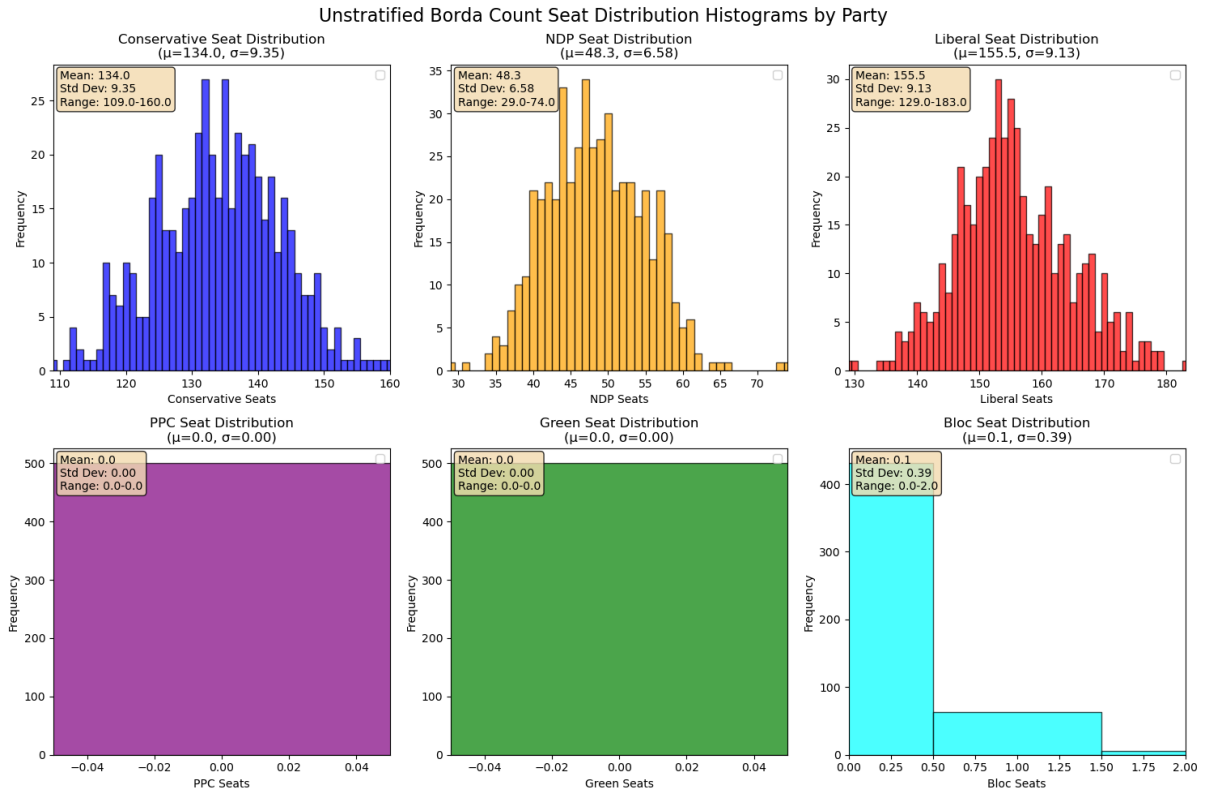 Unstratified Borda Count Seat Distribution Histograms by Party
Conservative Seat Distribution
(μ=134.0, σ=9.35)
Mean: 134.0
Std Dev: 9.35
Range: 109.0-160.0
Frequency
0
5
10
15
20
25
110
120
130
140
150
160
Conservative Seats
NDP Seat Distribution
(μ=48.3, σ=6.58)
Mean: 48.3
Std Dev: 6.58
Range: 29.0-74.0
Frequency
0
5
10
15
20
25
30
35
30
35
40
45
50
55
60
65
70
NDP Seats
Liberal Seat Distribution
(μ=155.5, σ=9.13)
Mean: 155.5
Std Dev: 9.13
Range: 129.0-183.0
Frequency
0
5
10
15
20
25
30
130
140
150
160
170
180
Liberal Seats
PPC Seat Distribution
(μ=0.0, σ=0.00)
Mean: 0.0
Std Dev: 0.00
Range: 0.0-0.0
Frequency
0
100
200
300
400
500
−0.04
−0.02
0.00
0.02
0.04
PPC Seats
Green Seat Distribution
(μ=0.0, σ=0.00)
Mean: 0.0
Std Dev: 0.00
Range: 0.0-0.0
Frequency
0
100
200
300
400
500
−0.04
−0.02
0.00
0.02
0.04
Green Seats
Bloc Seat Distribution
(μ=0.1, σ=0.39)
Mean: 0.1
Std Dev: 0.39
Range: 0.0-2.0
Frequency
0
100
200
300
400
0.00
0.25
0.50
0.75
1.00
1.25
1.50
1.75
2.00
Bloc Seats